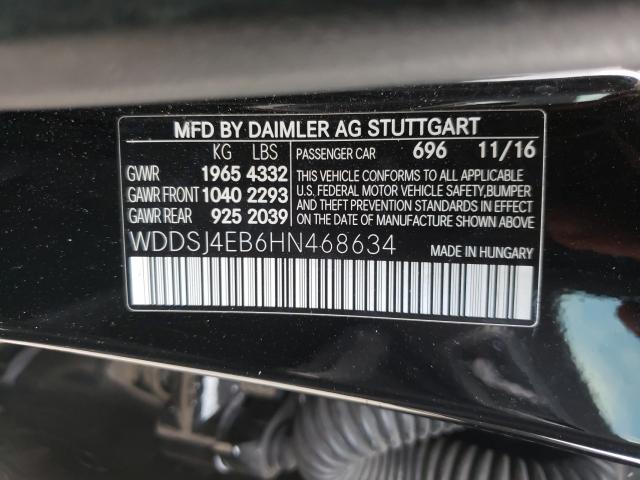 MFD BY DAIMLER AG STUTTGART
KG LBS
GVWR 1965 4332
GAWR FRONT 1040 2293
GAWR REAR 925 2039
PASSENGER CAR 696 11/16
THIS VEHICLE CONFORMS TO ALL APPLICABLE
U.S. FEDERAL MOTOR VEHICLE SAFETY,BUMPER
AND THEFT PREVENTION STANDARDS IN EFFECT
ON THE DATE OF MANUFACTURE SHOWN ABOVE.
WDDSJ4EB6HN468634
MADE IN HUNGARY